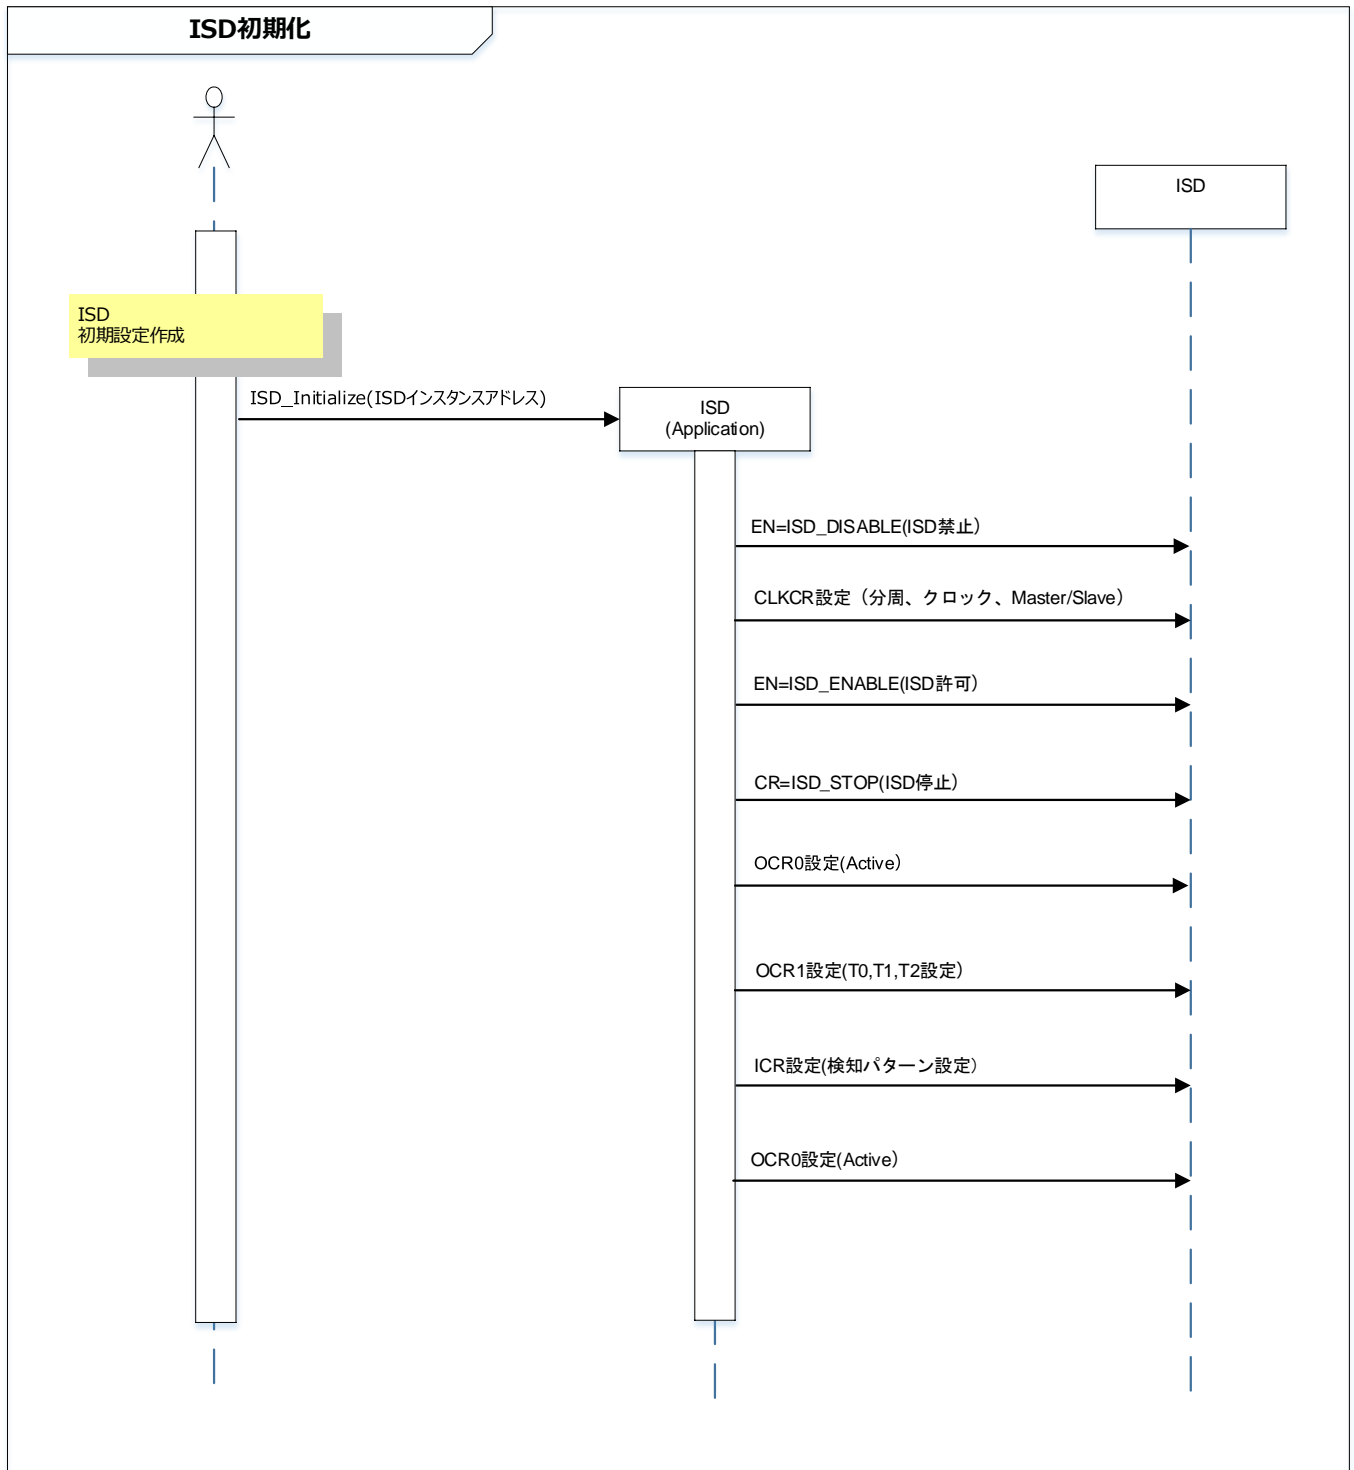 ISD初期化
ISD
ISD
初期設定作成
ISD_Initialize(ISDインスタンスアドレス)
ISD
(Application)
EN=ISD_DISABLE(ISD禁止）
CLKCR設定（分周、クロック、Master/Slave）
EN=ISD_ENABLE(ISD許可）
CR=ISD_STOP(ISD停止）
OCR0設定(Active）
OCR1設定(T0,T1,T2設定）
ICR設定(検知パターン設定）
OCR0設定(Active）